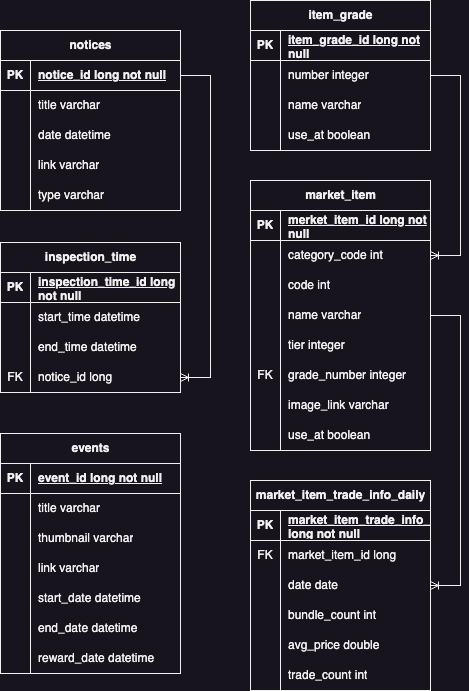 notices
PK notice_id long not null
title varchar
date datetime
link varchar
type varchar
inspection_time
PK inspection_time_id long
not null
start_time datetime
end_time datetime
FK notice_id long
events
PK event_id long not null
title varchar
thumbnail varchar
link varchar
start_date datetime
end_date datetime
reward_date datetime
item_grade
PK item_grade_id long not
null
number integer
name varchar
use_at boolean
market_item
PK merket_item_id long not
null
category_code int
code int
name varchar
tier integer
FK grade_number integer
image_link varchar
use_at boolean
market_item_trade_info_daily
PK market_item_trade_info_
long not null
FK market_item_id long
date date
bundle_count int
avg_price double
trade_count int